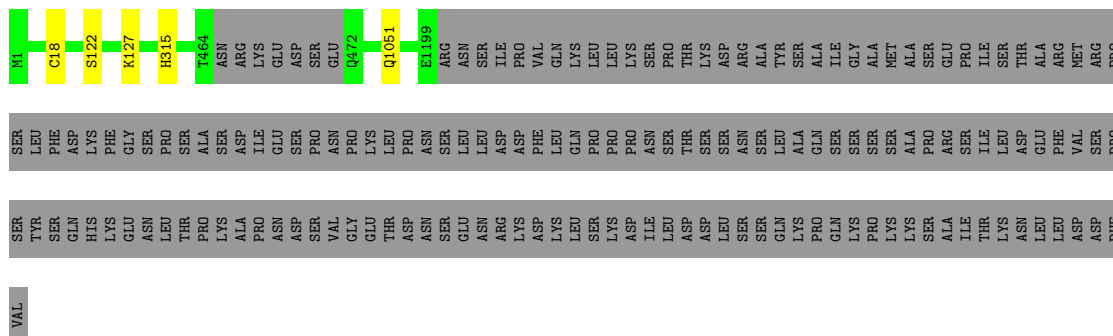 M1 C18 S122 K127 H315 T464 ASN ARG LYS GLU ASP SER GLU Q472 Q1051 E1199 ARG ASN SER ILE PRO VAL GLN LYS LEU LEU LYS SER PRO THR LYS ASP ARG ALA TYR SER ALA ILE GLY ALA MET ALA SER GLU PRO ILE SER THR ALA ARG MET ARG PRO
SER LEU PHE ASP LYS PHE GLY SER PRO SER ALA SER ASP ILE GLU SER PRO ASN PRO LYS LEU PRO ASN SER LEU LEU ASP ASP PHE LEU GLN PRO PRO PRO ASN SER THR SER SER ASN SER LEU ALA GLN SER SER SER SER ALA PRO ARG SER ILE LEU ASP GLU PHE VAL SER PRO
SER TYR SER GLN HIS LYS GLU ASN LEU THR PRO LYS ALA PRO ASN ASP SER VAL GLY GLU THR ASP ASN SER GLU ASN ARG LYS ASP LYS LEU SER LYS ASP ILE LEU ASP ASP LEU SER SER GLN LYS PRO GLN LYS PRO LYS LYS SER ALA ILE THR LYS ASN LEU LEU ASP ASP
VAL